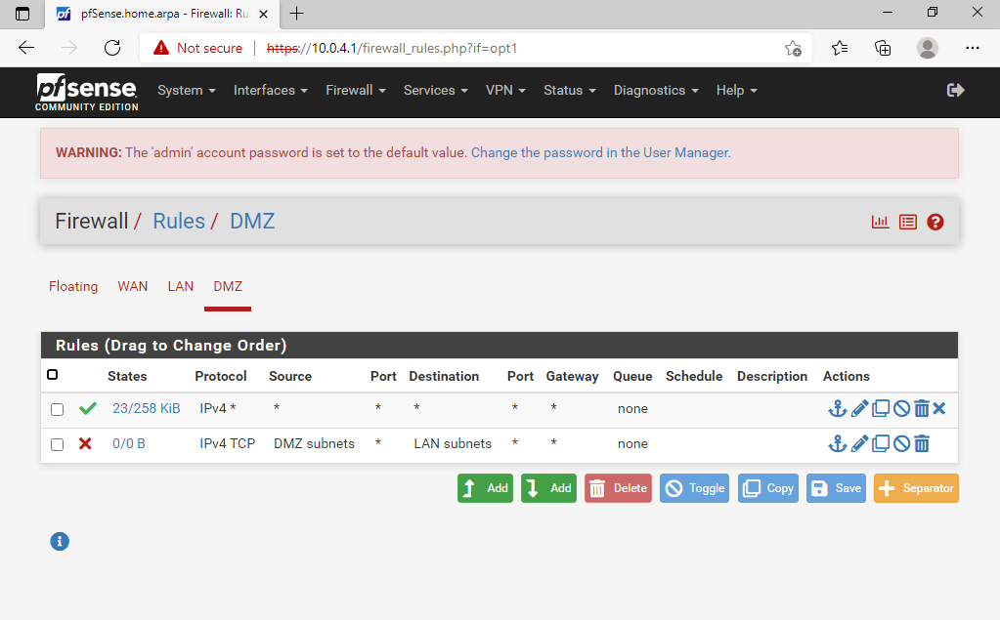 pfSense.home.arpa - Firewall: Ru
Not secure https://10.0.4.1/firewall_rules.php?if=opt1
pfsense
COMMUNITY EDITION
System Interfaces Firewall Services VPN Status Diagnostics Help
WARNING: The 'admin' account password is set to the default value. Change the password in the User Manager.
Firewall / Rules / DMZ
Floating WAN LAN DMZ
Rules (Drag to Change Order)
States Protocol Source Port Destination Port Gateway Queue Schedule Description Actions
23/258 KiB IPv4 * * * * * * none
0/0 B IPv4 TCP DMZ subnets * LAN subnets * * none
Add Add Delete Toggle Copy Save Separator